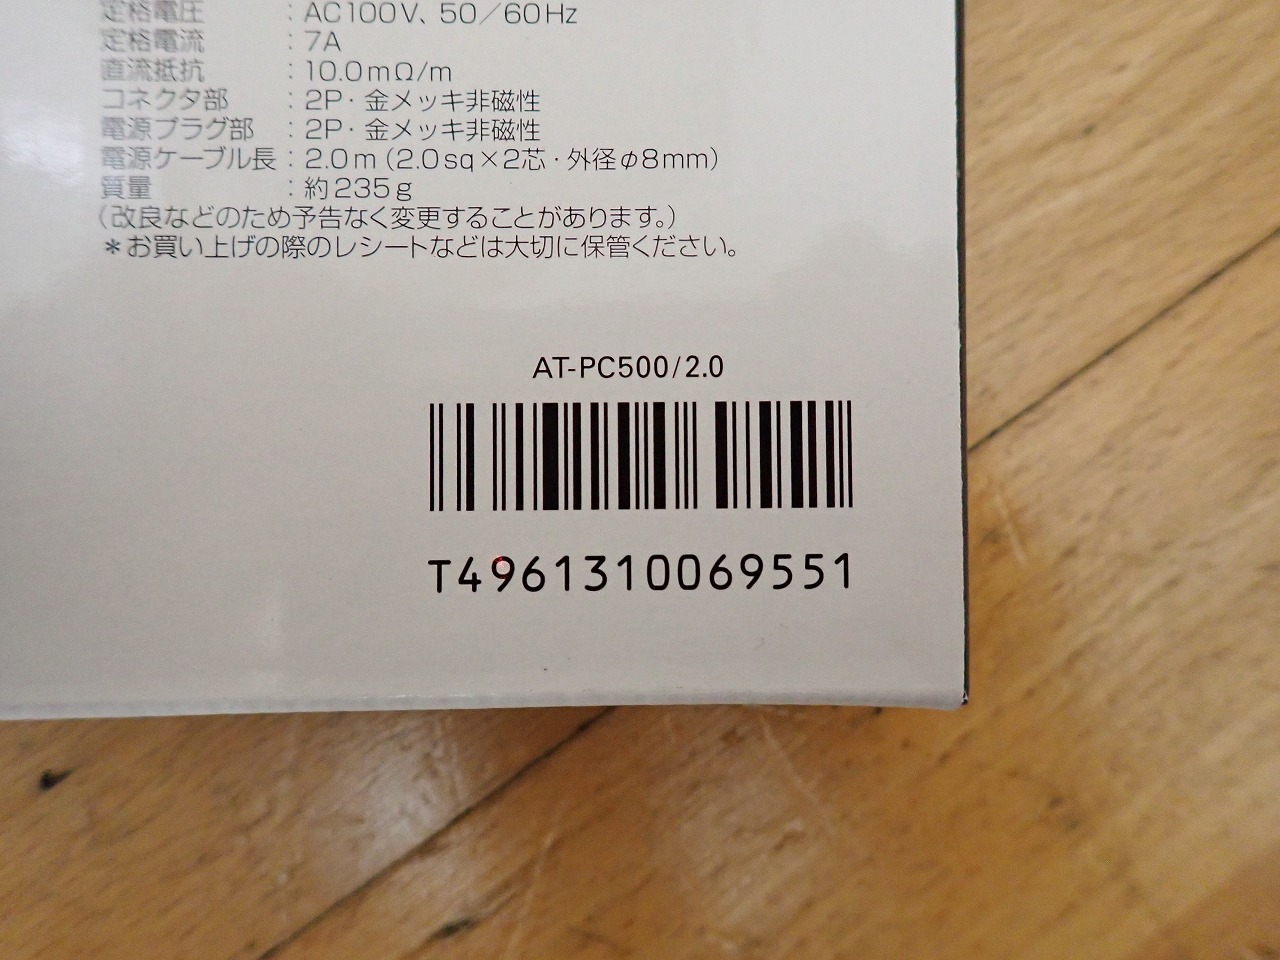 定格電圧 : AC100V、50／60Hz
定格電流 : 7A
直流抵抗 : 10.0mΩ/m
コネクタ部 : 2P・金メッキ非磁性
電源プラグ部 : 2P・金メッキ非磁性
電源ケーブル長 : 2.0m（2.0sq×2芯・外径φ8mm）
質量 : 約235g
（改良などのため予告なく変更することがあります。）
＊お買い上げの際のレシートなどは大切に保管ください。
AT-PC500/2.0
T4961310069551